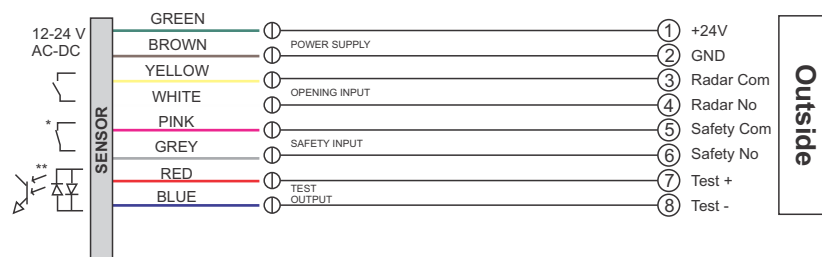 12-24 V
AC-DC
*
**
SENSOR
GREEN
BROWN
YELLOW
WHITE
PINK
GREY
RED
BLUE
POWER SUPPLY
OPENING INPUT
SAFETY INPUT
TEST
OUTPUT
1 +24V
2 GND
3 Radar Com
4 Radar No
5 Safety Com
6 Safety No
7 Test +
8 Test -
Outside